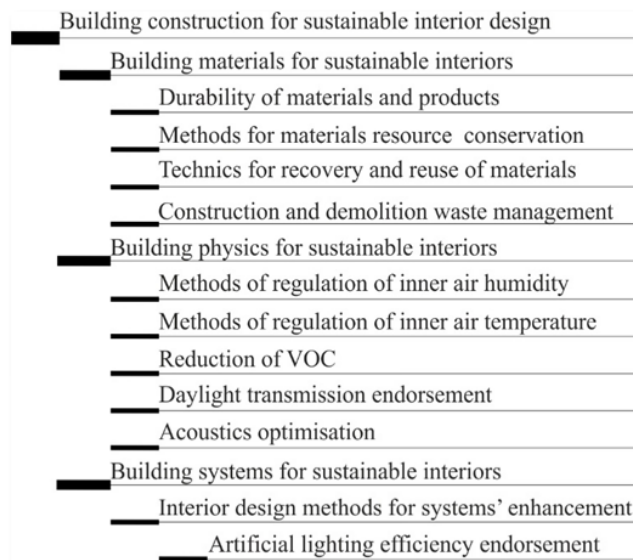 Building construction for sustainable interior design
Building materials for sustainable interiors
Durability of materials and products
Methods for materials resource conservation
Technics for recovery and reuse of materials
Construction and demolition waste management
Building physics for sustainable interiors
Methods of regulation of inner air humidity
Methods of regulation of inner air temperature
Reduction of VOC
Daylight transmission endorsement
Acoustics optimisation
Building systems for sustainable interiors
Interior design methods for systems’ enhancement
Artificial lighting efficiency endorsement